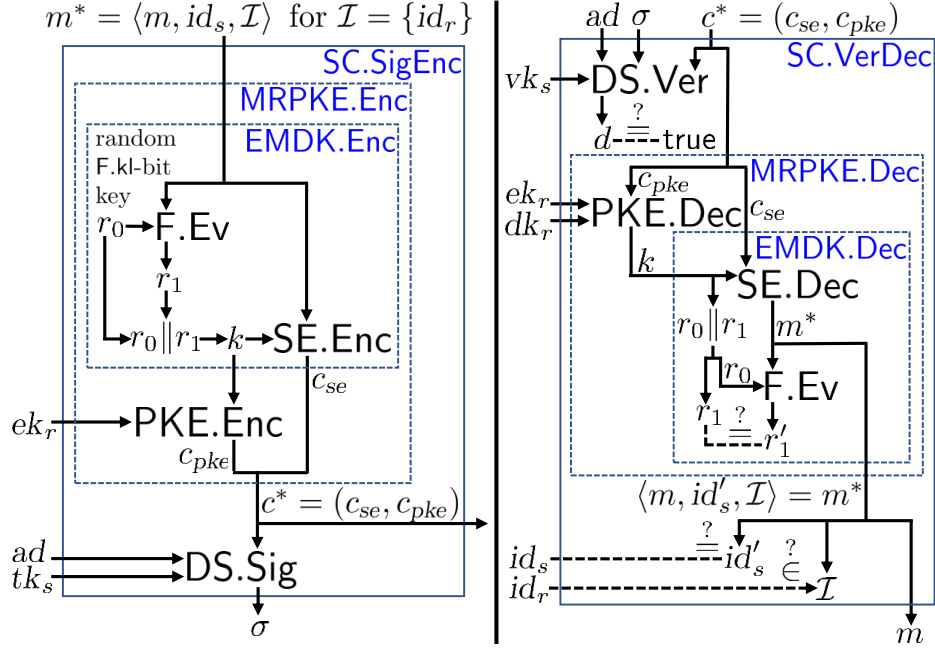 m* = ⟨m, id_s, 𝓘⟩ for 𝓘 = {id_r}
SC.SigEnc
MRPKE.Enc
EMDK.Enc
random
F.kl-bit
key
r_0
F.Ev
r_1
r_0 ∥ r_1
k
SE.Enc
c_se
ek_r
PKE.Enc
c_pke
c* = (c_se, c_pke)
ad
tk_s
DS.Sig
σ
ad
σ
c* = (c_se, c_pke)
SC.VerDec
vk_s
DS.Ver
d
≟
true
MRPKE.Dec
c_pke
ek_r
dk_r
PKE.Dec
c_se
EMDK.Dec
k
SE.Dec
r_0 ∥ r_1
m*
r_0
F.Ev
r_1
≟
r′_1
⟨m, id′_s, 𝓘⟩ = m*
id_s
≟
id′_s
?
∈
id_r
𝓘
m